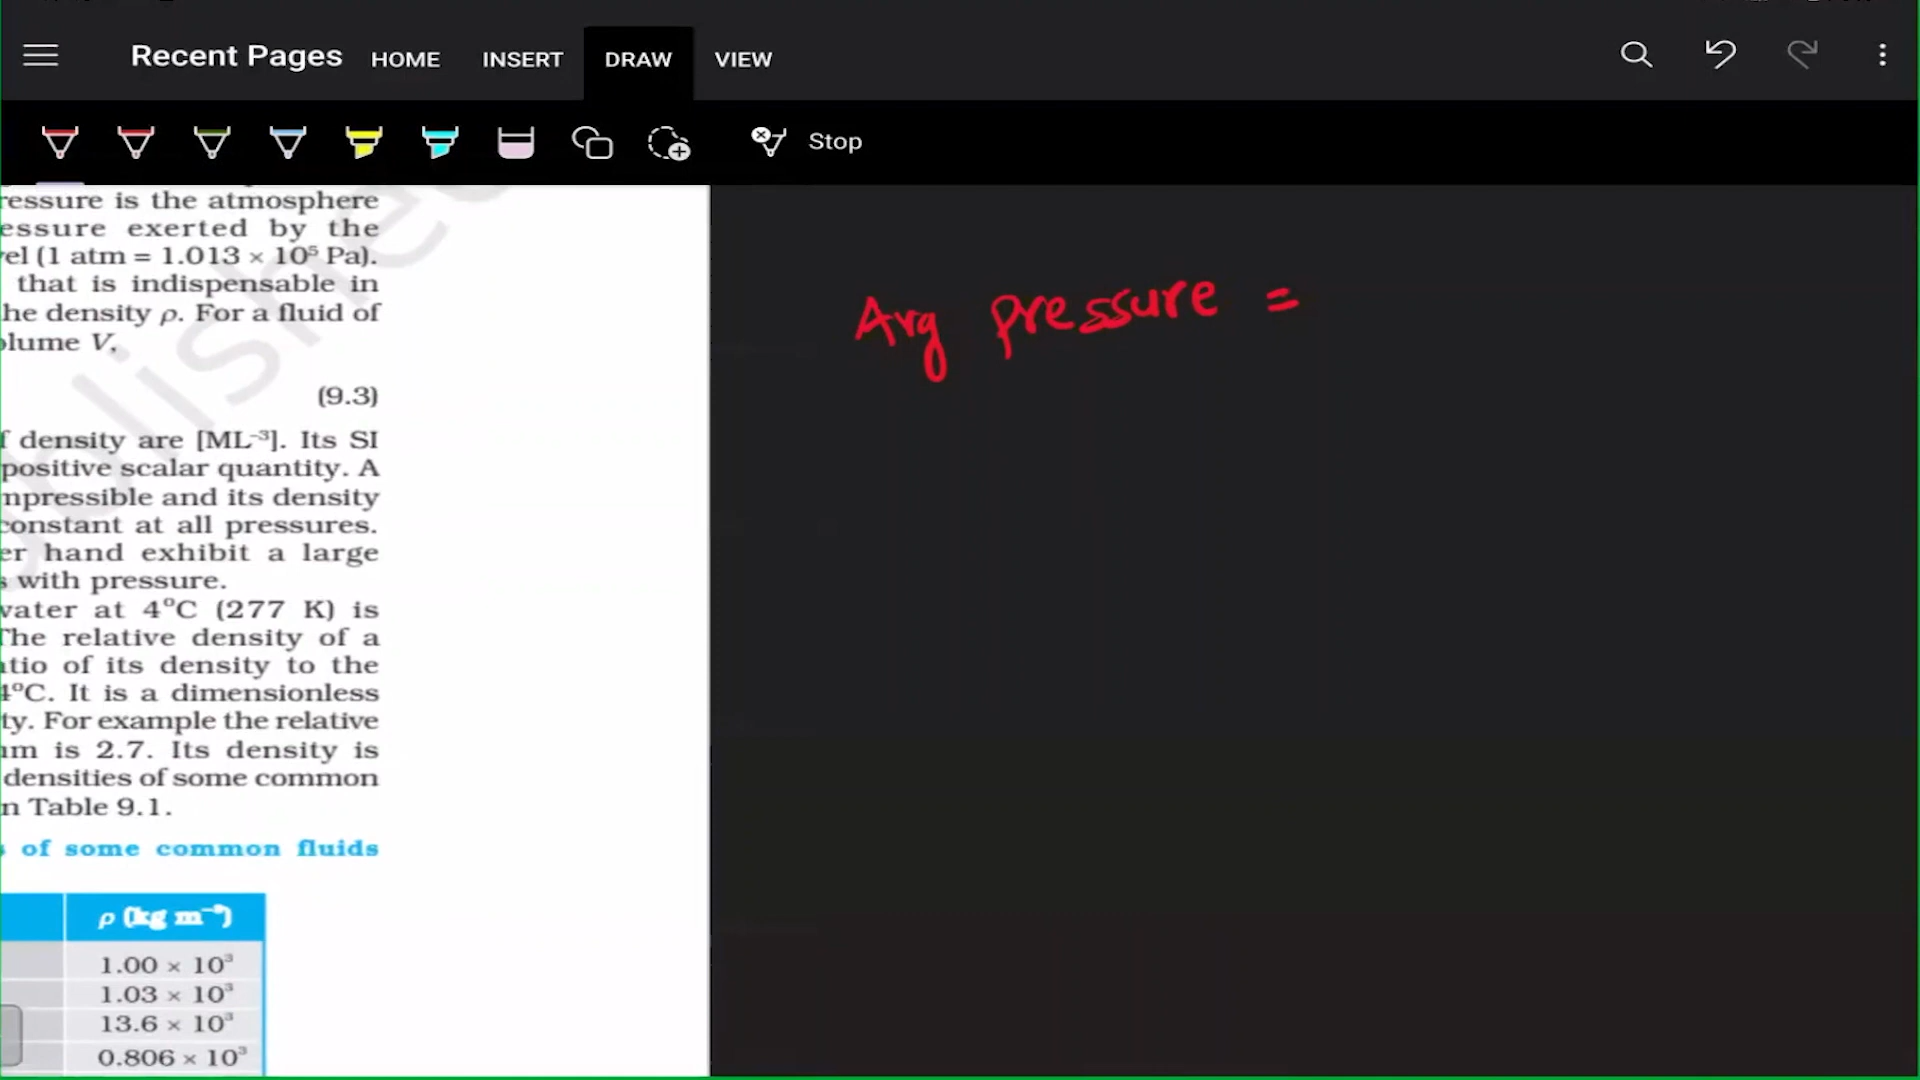 Recent Pages HOME INSERT DRAW VIEW
Stop
ressure is the atmosphere
essure exerted by the
el (1 atm = 1.013 × 10⁵ Pa).
that is indispensable in
he density ρ. For a fluid of
lume V,
(9.3)
f density are [ML⁻³]. Its SI
positive scalar quantity. A
mpressible and its density
constant at all pressures.
er hand exhibit a large
s with pressure.
water at 4°C (277 K) is
The relative density of a
atio of its density to the
4°C. It is a dimensionless
ty. For example the relative
um is 2.7. Its density is
densities of some common
n Table 9.1.
s of some common fluids
ρ (kg m⁻³)
1.00 × 10³
1.03 × 10³
13.6 × 10³
0.806 × 10³
Avg pressure =